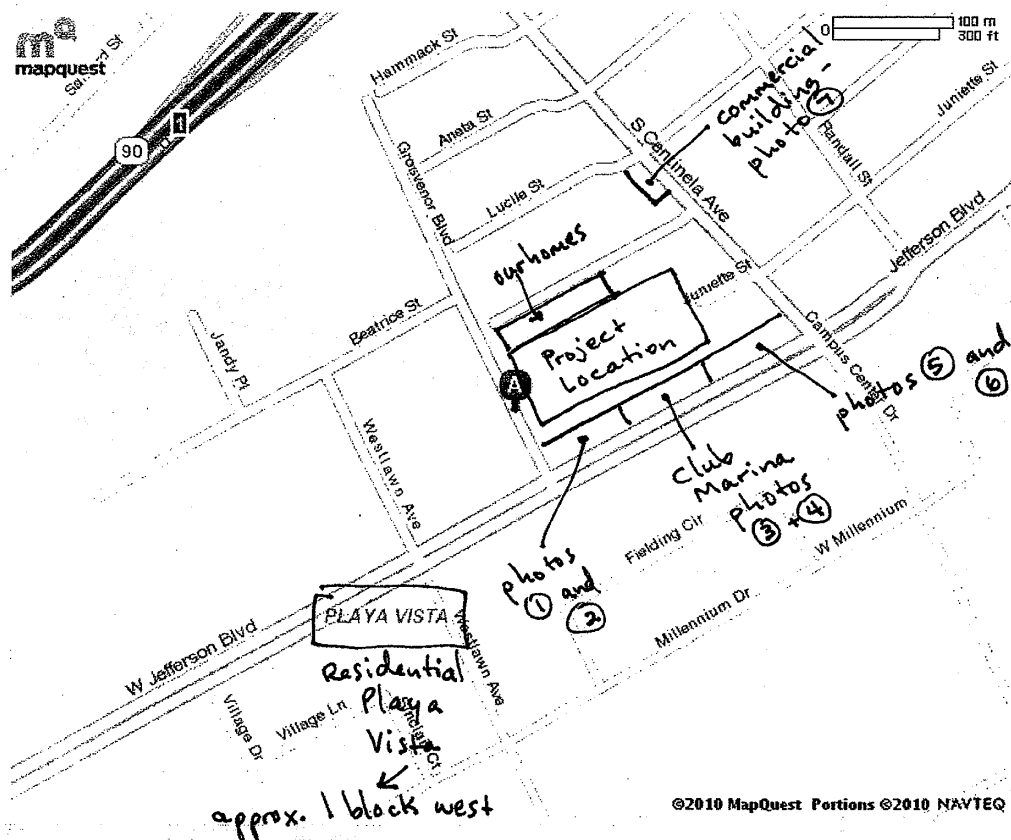 mapquest
Sanford St
90
1
0
100 m
300 ft
Hammack St
Aneta St
Lucile St
Grosvenor Blvd
S Centinela Ave
commercial
building -
photo 7
Randall St
Juniette St
Jefferson Blvd
our homes
Beatrice St
Juniette St
Jandy Pl
Project
Location
A
Campus Center Dr
photos 5 and
6
Westlawn Ave
Club
Marina
photos
3 + 4
Fielding Cir
W Millennium
photos
1 and
2
PLAYA VISTA
Westlawn Ave
Millennium Dr
W Jefferson Blvd
Residential
Playa
Vista
Village Dr
Village Ln
Ct
approx. 1 block west
©2010 MapQuest Portions ©2010 NAVTEQ